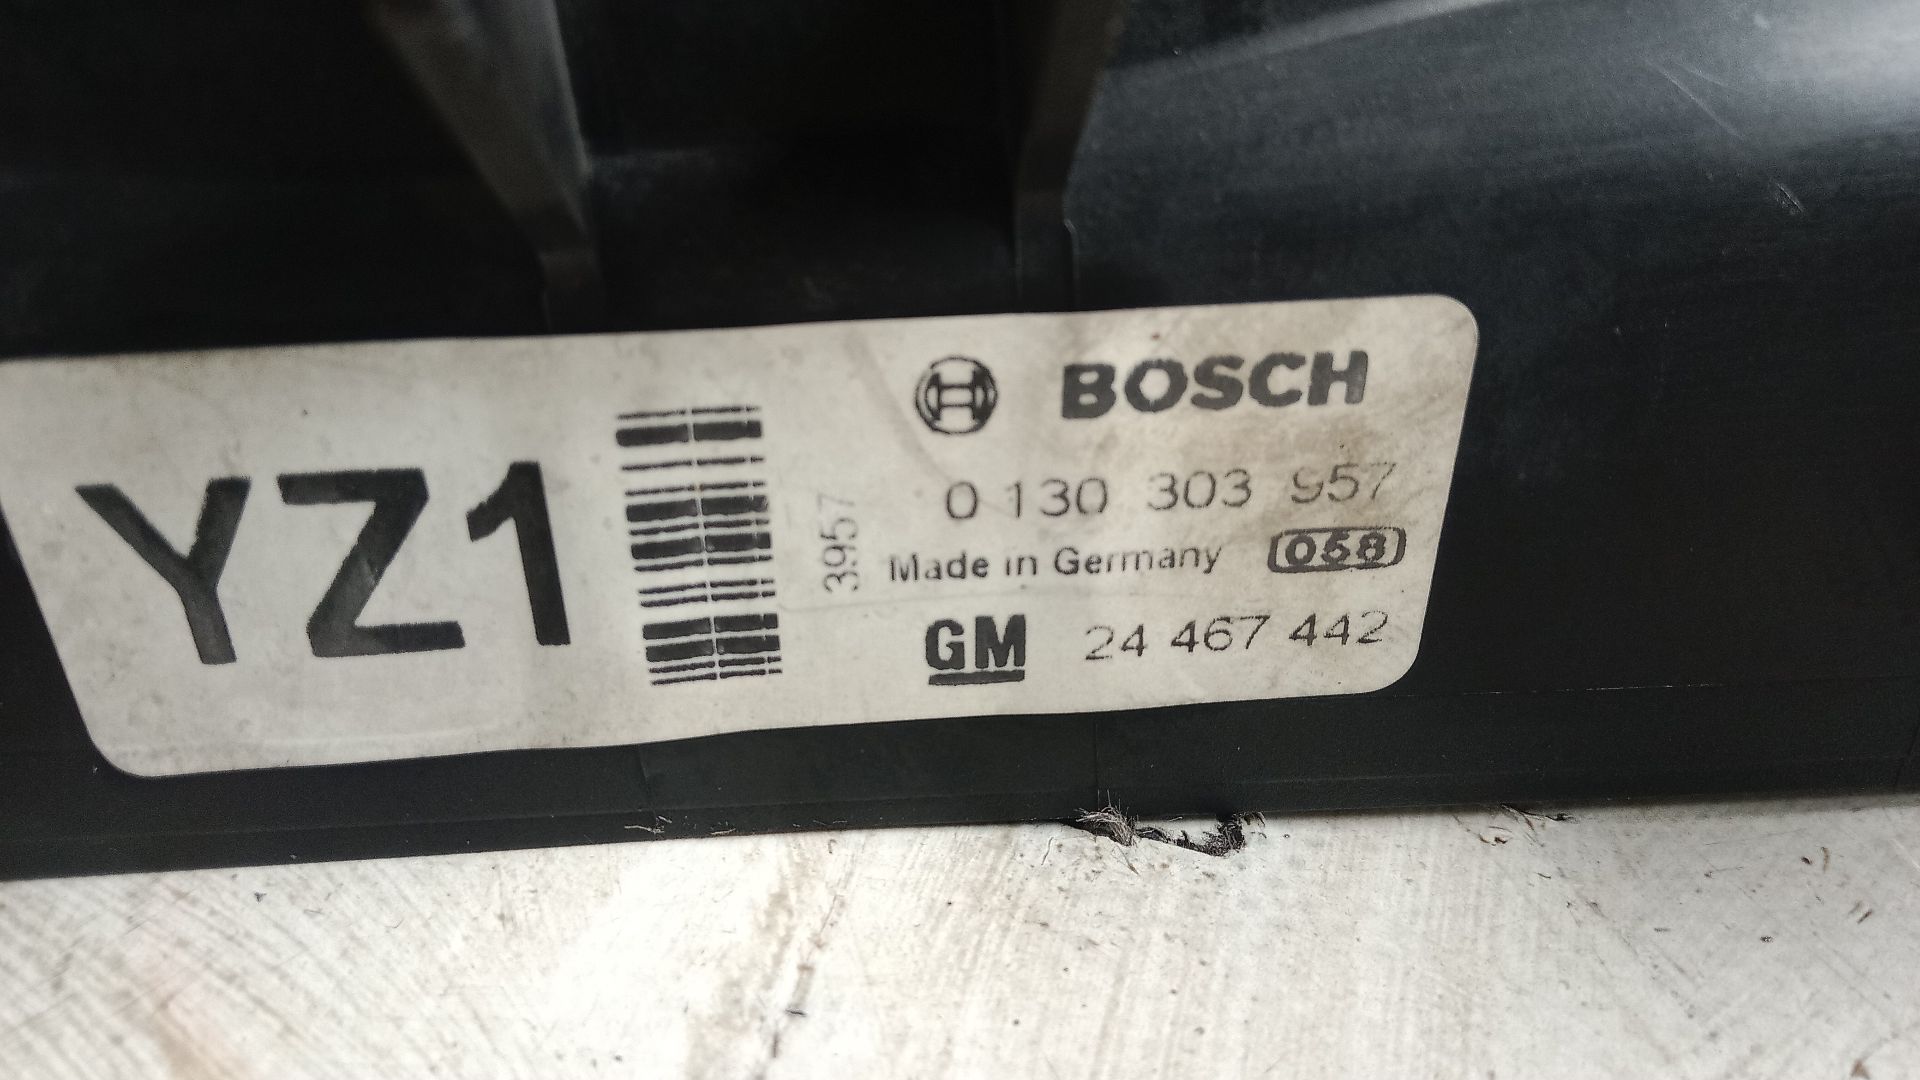 YZ1
3957
BOSCH
0 130 303 957
Made in Germany 058
GM 24 467 442